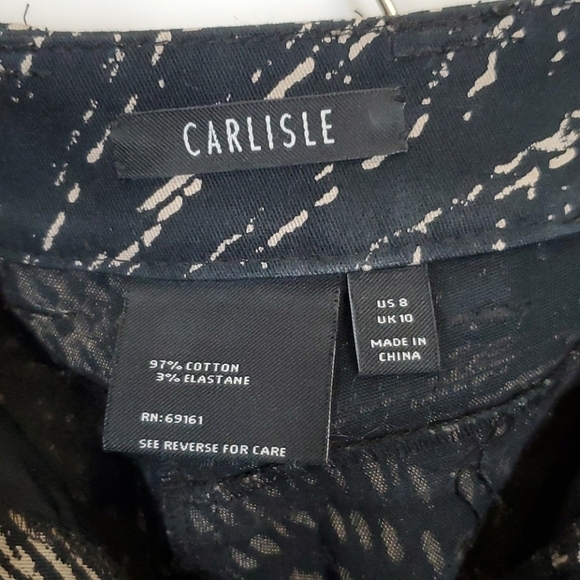 CARLISLE
97% COTTON
3% ELASTANE
RN:69161
SEE REVERSE FOR CARE
US 8
UK 10
MADE IN
CHINA